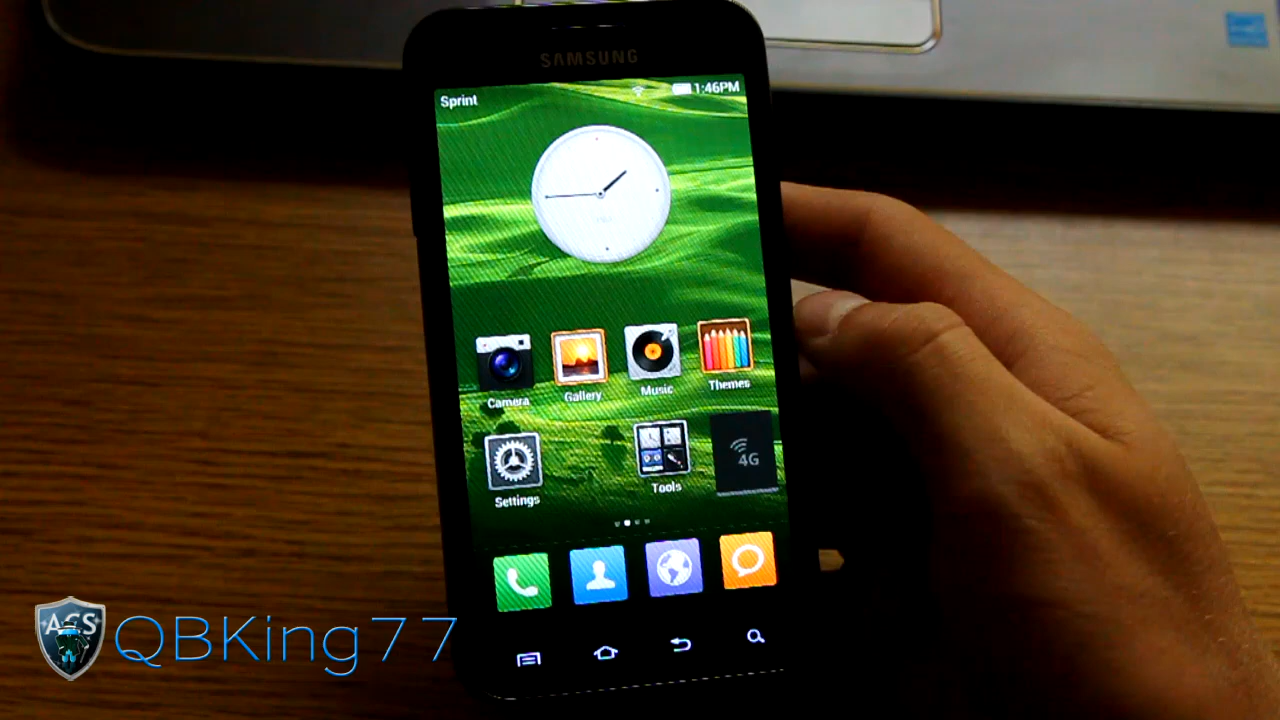 SAMSUNG
Sprint
1:46PM
Camera
Gallery
Music
Themes
4G
Settings
Tools
ACS
QBKing77